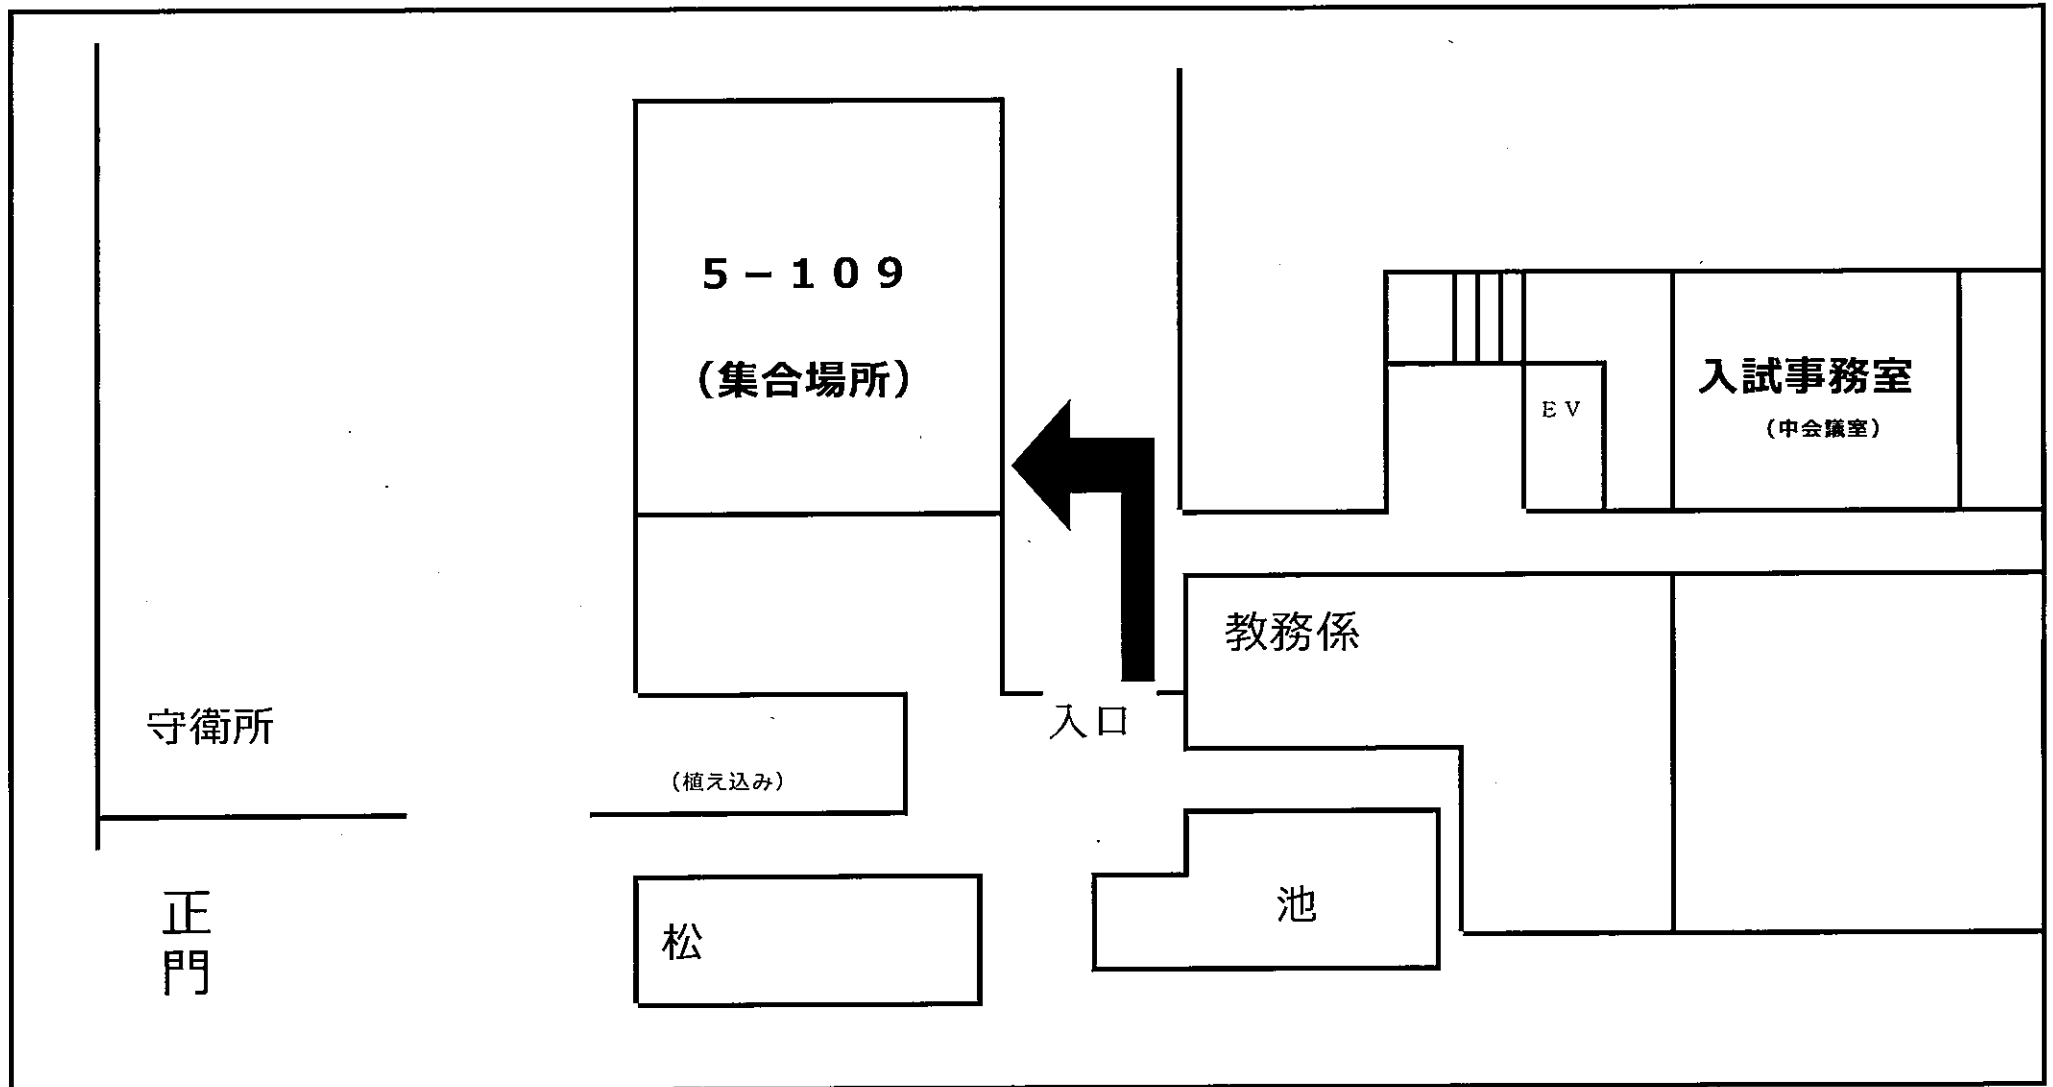 ５－１０９
（集合場所）
入試事務室
（中会議室）
ＥＶ
教務係
入口
守衛所
（植え込み）
正門
松
池